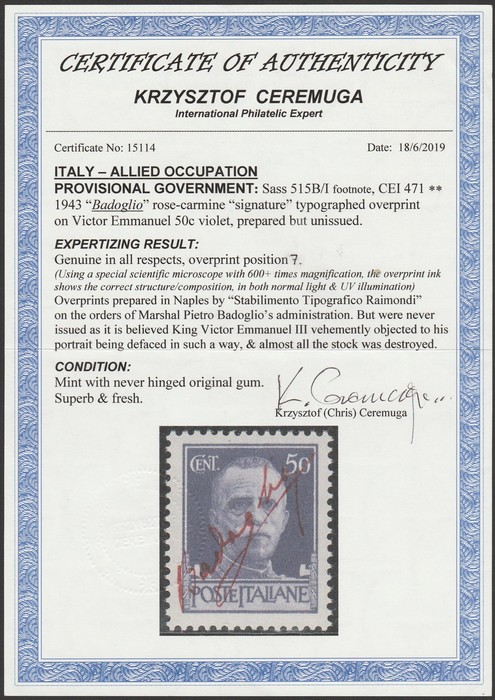 CERTIFICATE OF AUTHENTICITY
KRZYSZTOF CEREMUGA
International Philatelic Expert
Certificate No: 15114 Date: 18/6/2019
ITALY – ALLIED OCCUPATION
PROVISIONAL GOVERNMENT: Sass 515B/I footnote, CEI 471 **
1943 “Badoglio” rose-carmine “signature” typographed overprint
on Victor Emmanuel 50c violet, prepared but unissued.
EXPERTIZING RESULT:
Genuine in all respects, overprint position 7.
(Using a special scientific microscope with 600+ times magnification, the overprint ink
shows the correct structure/composition, in both normal light & UV illumination)
Overprints prepared in Naples by “Stabilimento Tipografico Raimondi”
on the orders of Marshal Pietro Badoglio’s administration. But were never
issued as it is believed King Victor Emmanuel III vehemently objected to his
portrait being defaced in such a way, & almost all the stock was destroyed.
CONDITION:
Mint with never hinged original gum.
Superb & fresh.
K. Ceremuga
Krzysztof (Chris) Ceremuga
CENT. 50
Badoglio
POSTE ITALIANE